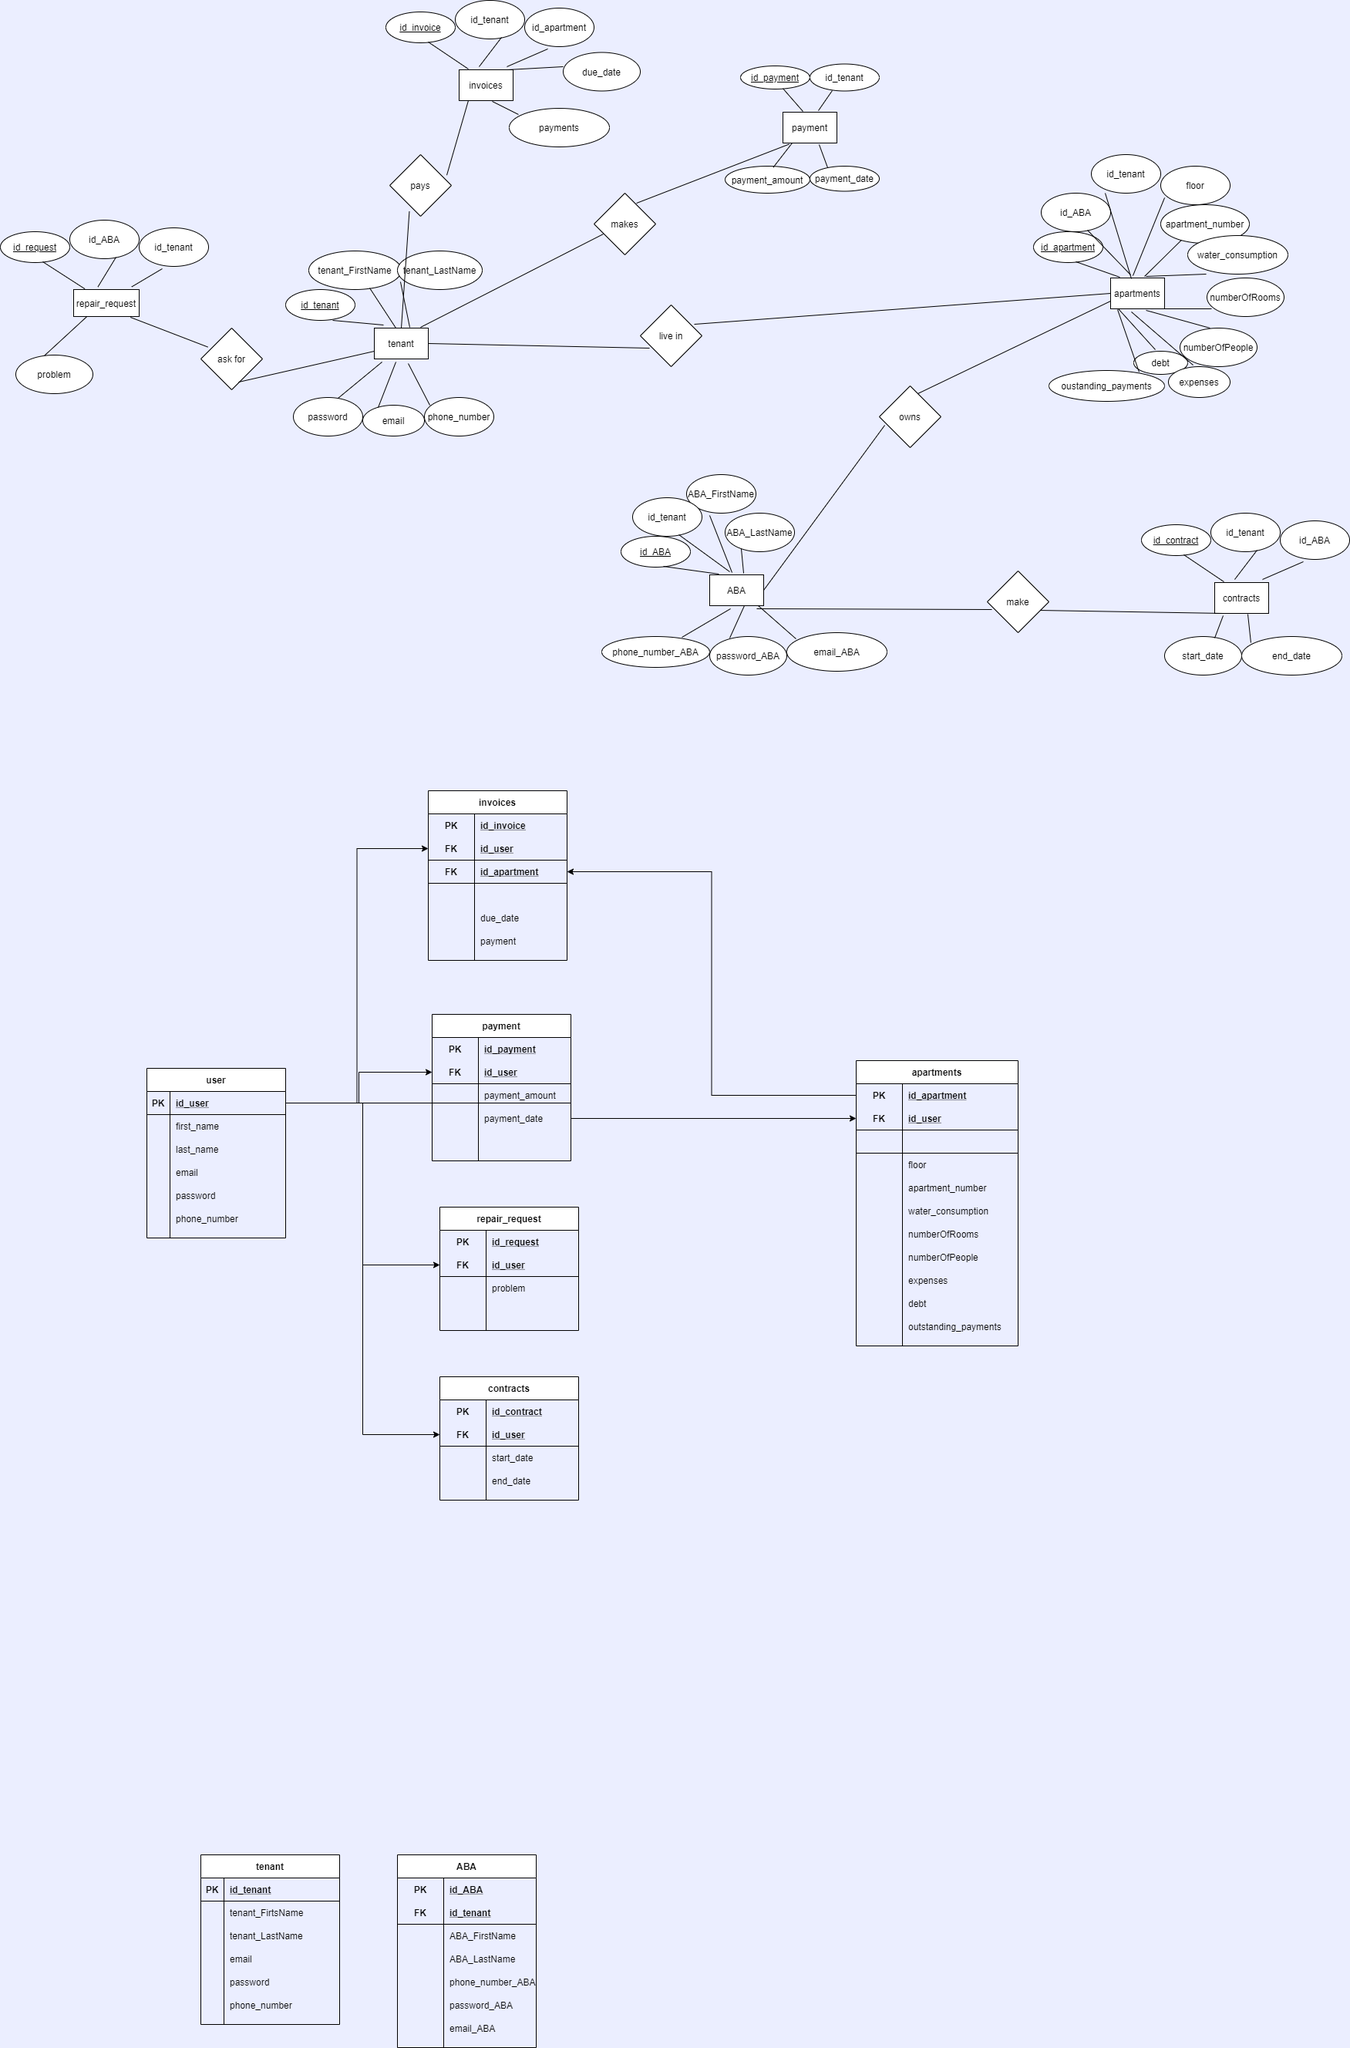 id_invoice
id_tenant
id_apartment
due_date
payments
invoices
pays
id_payment
id_tenant
payment
payment_amount
payment_date
makes
id_request
id_ABA
id_tenant
repair_request
problem
ask for
tenant_FirstName
tenant_LastName
id_tenant
tenant
password
email
phone_number
live in
id_tenant
floor
id_ABA
apartment_number
id_apartment
water_consumption
apartments
numberOfRooms
numberOfPeople
debt
expenses
oustanding_payments
owns
ABA_FirstName
id_tenant
ABA_LastName
id_ABA
ABA
phone_number_ABA
password_ABA
email_ABA
make
id_contract
id_tenant
id_ABA
contracts
start_date
end_date
invoices
PK id_invoice
FK id_user
FK id_apartment
due_date
payment
payment
PK id_payment
FK id_user
payment_amount
payment_date
user
PK id_user
first_name
last_name
email
password
phone_number
apartments
PK id_apartment
FK id_user
floor
apartment_number
water_consumption
numberOfRooms
numberOfPeople
expenses
debt
outstanding_payments
repair_request
PK id_request
FK id_user
problem
contracts
PK id_contract
FK id_user
start_date
end_date
tenant
PK id_tenant
tenant_FirtsName
tenant_LastName
email
password
phone_number
ABA
PK id_ABA
FK id_tenant
ABA_FirstName
ABA_LastName
phone_number_ABA
password_ABA
email_ABA